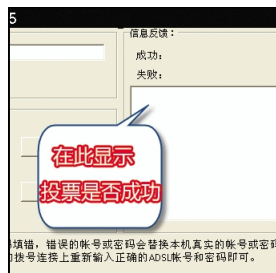 5
信息反馈：
成功：
失败：
在此显示
投票是否成功
填错，错误的帐号或密码会替换本机真实的帐号或密
拨号连接上重新输入正确的ADSL帐号和密码即可。